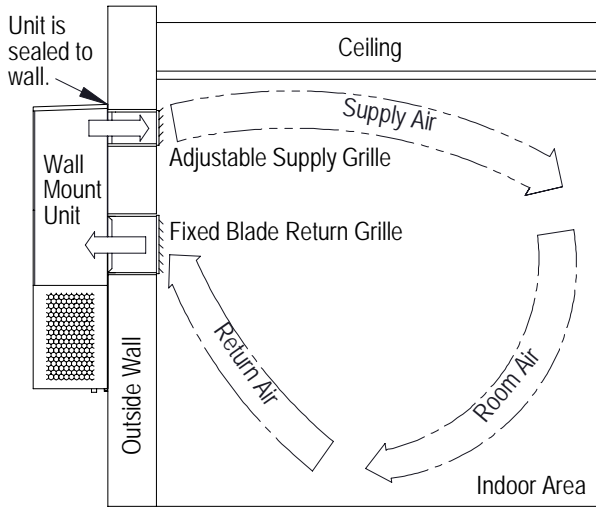 Unit is
sealed to
wall.
Ceiling
Supply Air
Adjustable Supply Grille
Wall
Mount
Unit
Fixed Blade Return Grille
Return Air
Room Air
Outside Wall
Indoor Area